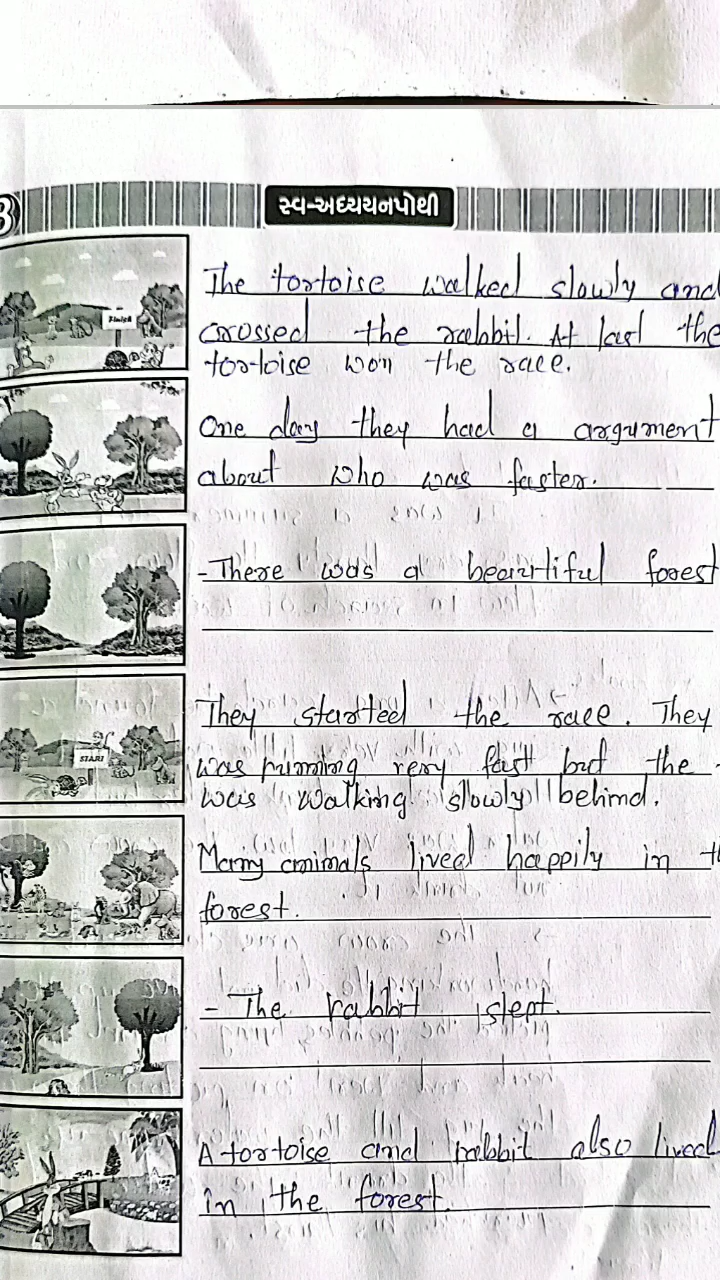 સ્વ-અધ્યયનપોથી
The tortoise walked slowly and
crossed the rabbit. At last the
tortoise won the race.
Finish
One day they had a argument
about who was faster.
- There was a beautiful forest
They started the race. They
was running very fast but the
START
was walking slowly behind.
Many animals lived happily in th
forest.
- The rabbit slept.
A tortoise and rabbit also lived
in the forest.